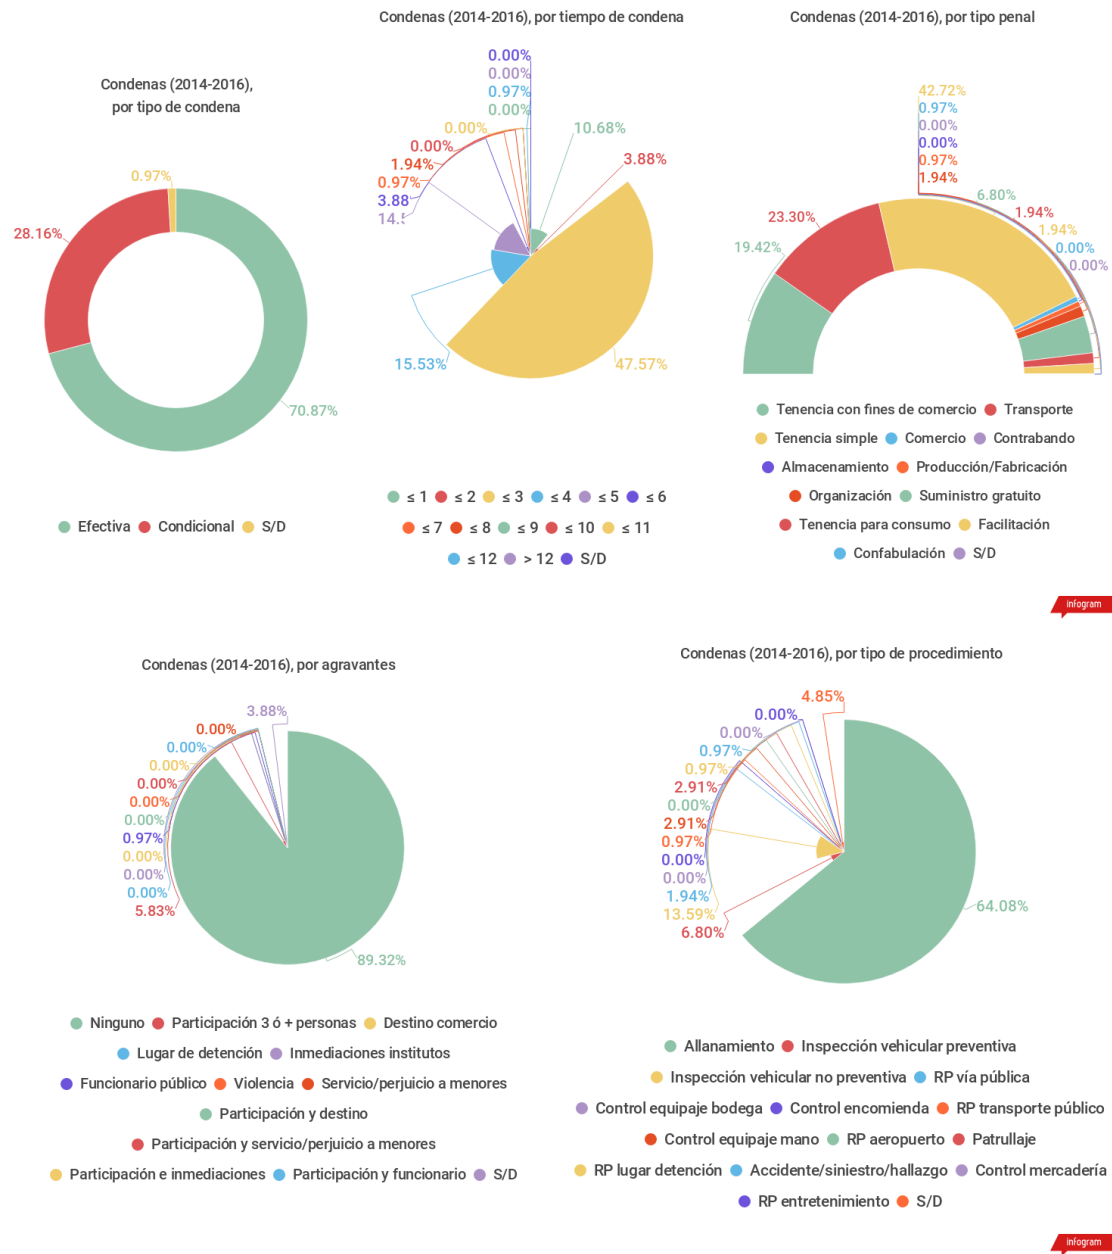 Condenas (2014-2016),
por tipo de condena
0.97%
28.16%
70.87%
Efectiva Condicional S/D
Condenas (2014-2016), por tiempo de condena
0.00%
0.00%
0.97%
0.00%
0.00%
0.00%
1.94%
0.97%
3.88
10.68%
3.88%
15.53%
47.57%
≤ 1 ≤ 2 ≤ 3 ≤ 4 ≤ 5 ≤ 6
≤ 7 ≤ 8 ≤ 9 ≤ 10 ≤ 11
≤ 12 > 12 S/D
Condenas (2014-2016), por tipo penal
42.72%
0.97%
0.00%
0.00%
0.97%
1.94%
6.80%
1.94%
1.94%
0.00%
0.00%
23.30%
19.42%
Tenencia con fines de comercio Transporte
Tenencia simple Comercio Contrabando
Almacenamiento Producción/Fabricación
Organización Suministro gratuito
Tenencia para consumo Facilitación
Confabulación S/D
infogram
Condenas (2014-2016), por agravantes
3.88%
0.00%
0.00%
0.00%
0.00%
0.00%
0.00%
0.97%
0.00%
0.00%
0.00%
5.83%
89.32%
Ninguno Participación 3 ó + personas Destino comercio
Lugar de detención Inmediaciones institutos
Funcionario público Violencia Servicio/perjuicio a menores
Participación y destino
Participación y servicio/perjuicio a menores
Participación e inmediaciones Participación y funcionario S/D
Condenas (2014-2016), por tipo de procedimiento
4.85%
0.00%
0.00%
0.97%
0.97%
2.91%
0.00%
2.91%
0.97%
0.00%
0.00%
1.94%
13.59%
6.80%
64.08%
Allanamiento Inspección vehicular preventiva
Inspección vehicular no preventiva RP vía pública
Control equipaje bodega Control encomienda RP transporte público
Control equipaje mano RP aeropuerto Patrullaje
RP lugar detención Accidente/siniestro/hallazgo Control mercadería
RP entretenimiento S/D
infogram